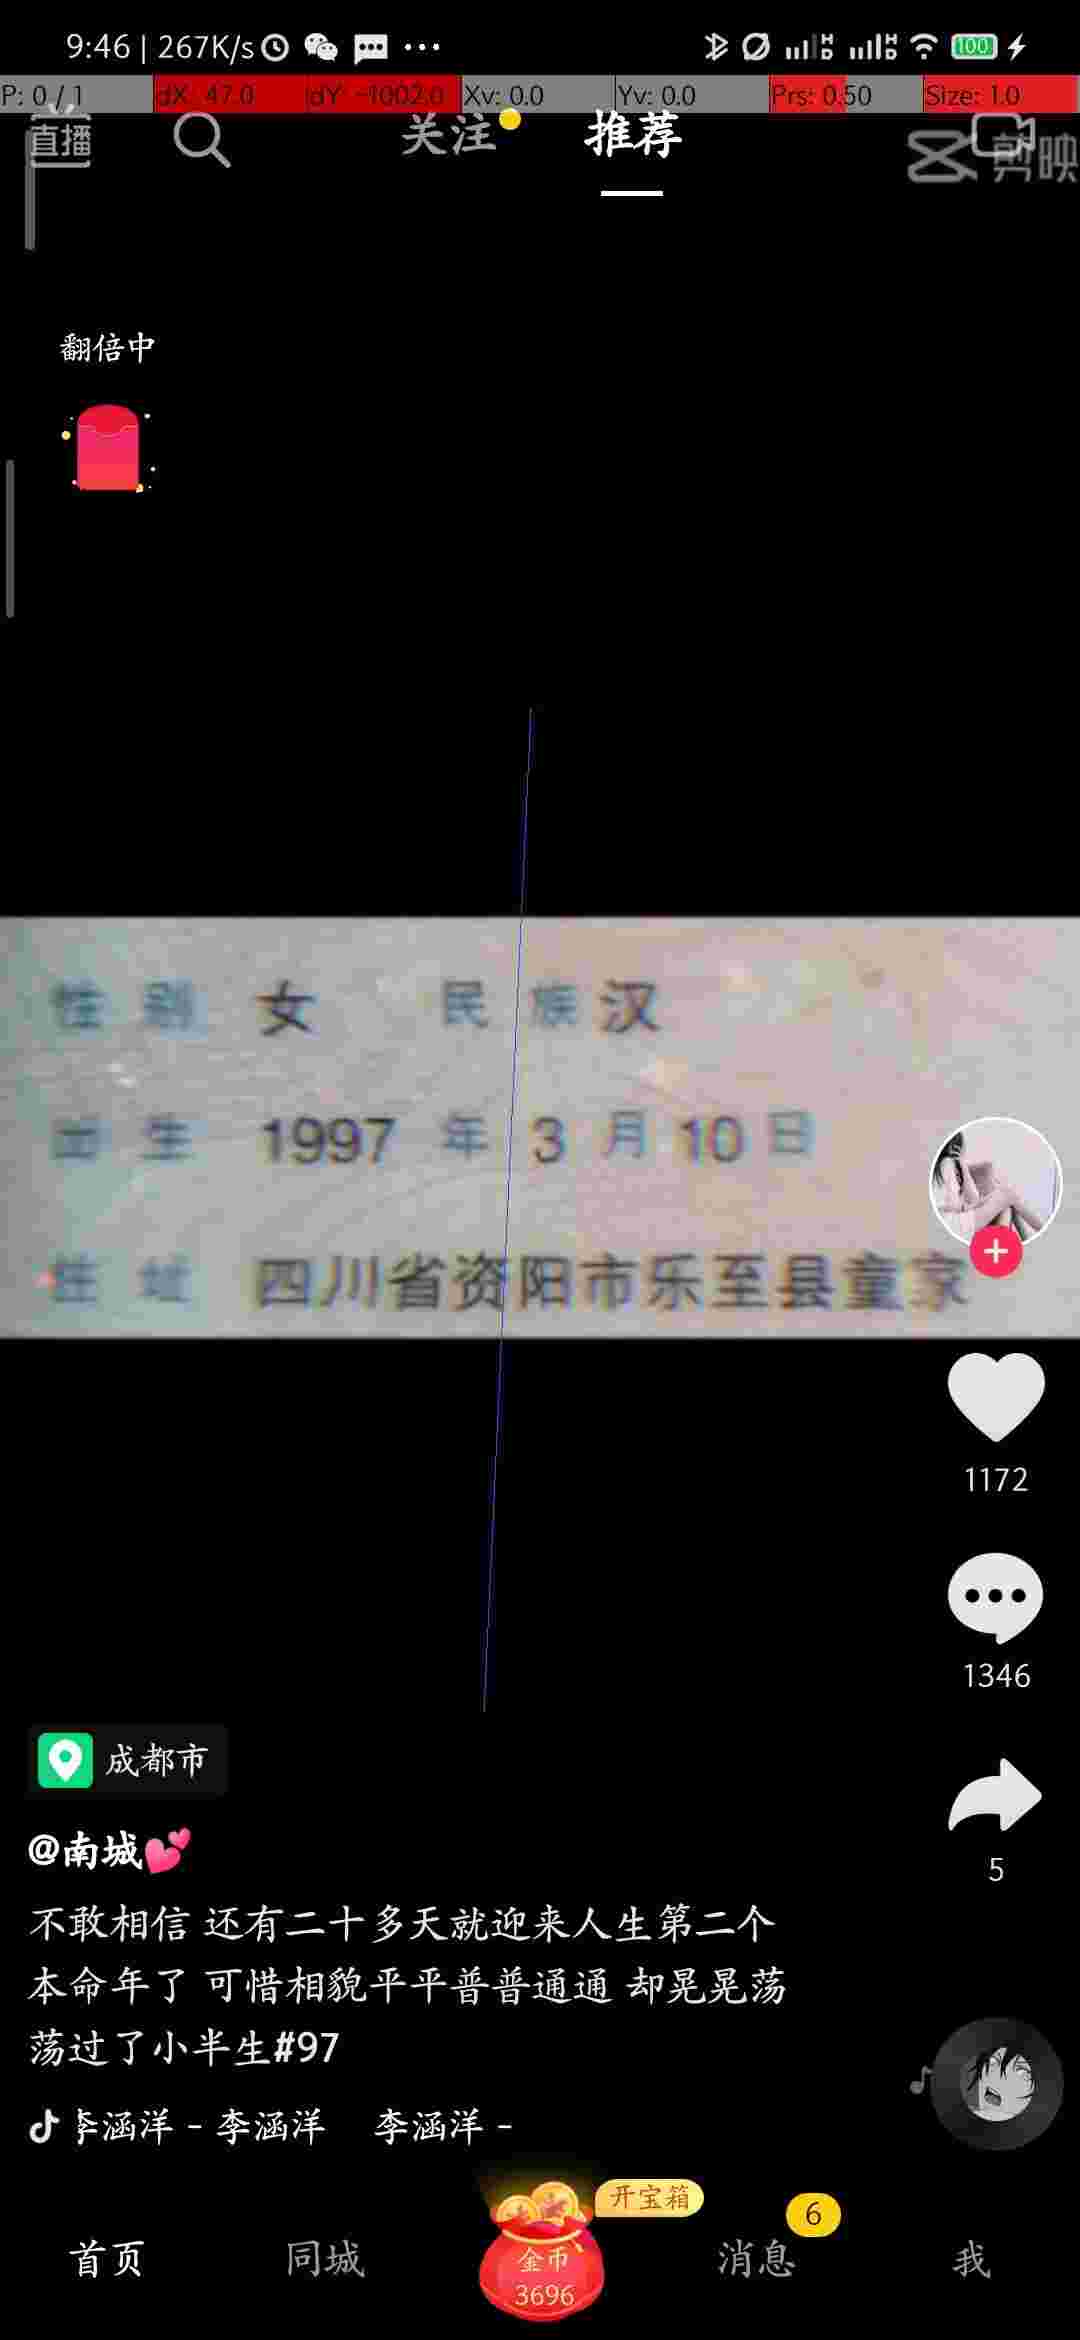 9:46 | 267K/s
100
P: 0 / 1 dX: 47.0 dY: -1002.0 Xv: 0.0 Yv: 0.0 Prs: 0.50 Size: 1.0
直播 关注 推荐
剪映
翻倍中
性 别 女 民 族 汉
出 生 1997 年 3 月 10 日
住 址 四川省资阳市乐至县童家
1172
1346
5
成都市
@南城💕
不敢相信 还有二十多天就迎来人生第二个
本命年了 可惜相貌平平普普通通 却晃晃荡
荡过了小半生#97
李涵洋 - 李涵洋 李涵洋 -
开宝箱
6
首页 同城 金币 消息 我
3696